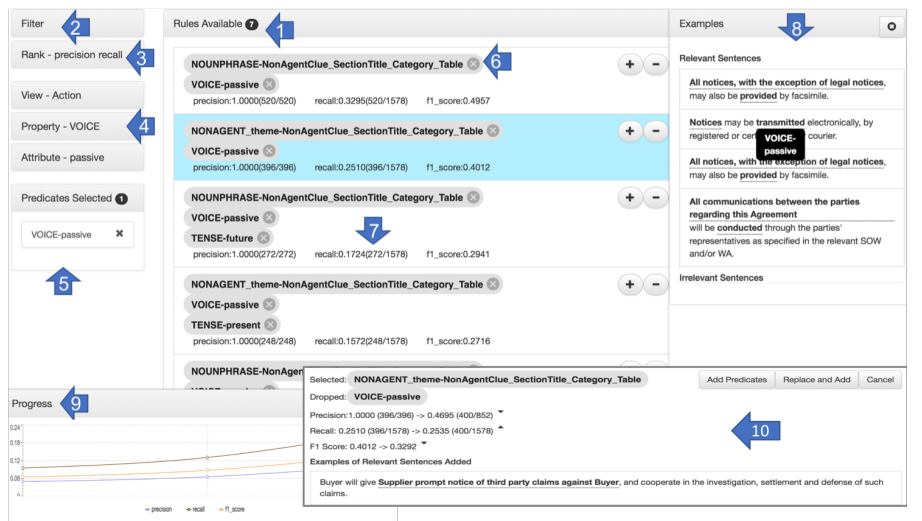 Filter
2
Rank - precision recall
3
View - Action
Property - VOICE
4
Attribute - passive
Predicates Selected 1
VOICE-passive ✖
5
Rules Available 7
1
NOUNPHRASE-NonAgentClue_SectionTitle_Category_Table
6
VOICE-passive
precision:1.0000(520/520) recall:0.3295(520/1578) f1_score:0.4957
NONAGENT_theme-NonAgentClue_SectionTitle_Category_Table
VOICE-passive
precision:1.0000(396/396) recall:0.2510(396/1578) f1_score:0.4012
NOUNPHRASE-NonAgentClue_SectionTitle_Category_Table
VOICE-passive
TENSE-future
7
precision:1.0000(272/272) recall:0.1724(272/1578) f1_score:0.2941
NONAGENT_theme-NonAgentClue_SectionTitle_Category_Table
VOICE-passive
TENSE-present
precision:1.0000(248/248) recall:0.1572(248/1578) f1_score:0.2716
NOUNPHRASE-NonAgen
Examples
8
Relevant Sentences
All notices, with the exception of legal notices,
may also be provided by facsimile.
Notices may be transmitted electronically, by
registered or cer courier.
VOICE-
passive
All notices, with the exception of legal notices,
may also be provided by facsimile.
All communications between the parties
regarding this Agreement
will be conducted through the parties'
representatives as specified in the relevant SOW
and/or WA.
Irrelevant Sentences
Progress
9
0.24
0.18
0.12
0.06
0
precision recall f1_score
Selected: NONAGENT_theme-NonAgentClue_SectionTitle_Category_Table
Add Predicates Replace and Add Cancel
Dropped: VOICE-passive
Precision:1.0000 (396/396) -> 0.4695 (400/852)
Recall: 0.2510 (396/1578) -> 0.2535 (400/1578)
10
F1 Score: 0.4012 -> 0.3292
Examples of Relevant Sentences Added
Buyer will give Supplier prompt notice of third party claims against Buyer, and cooperate in the investigation, settlement and defense of such
claims.